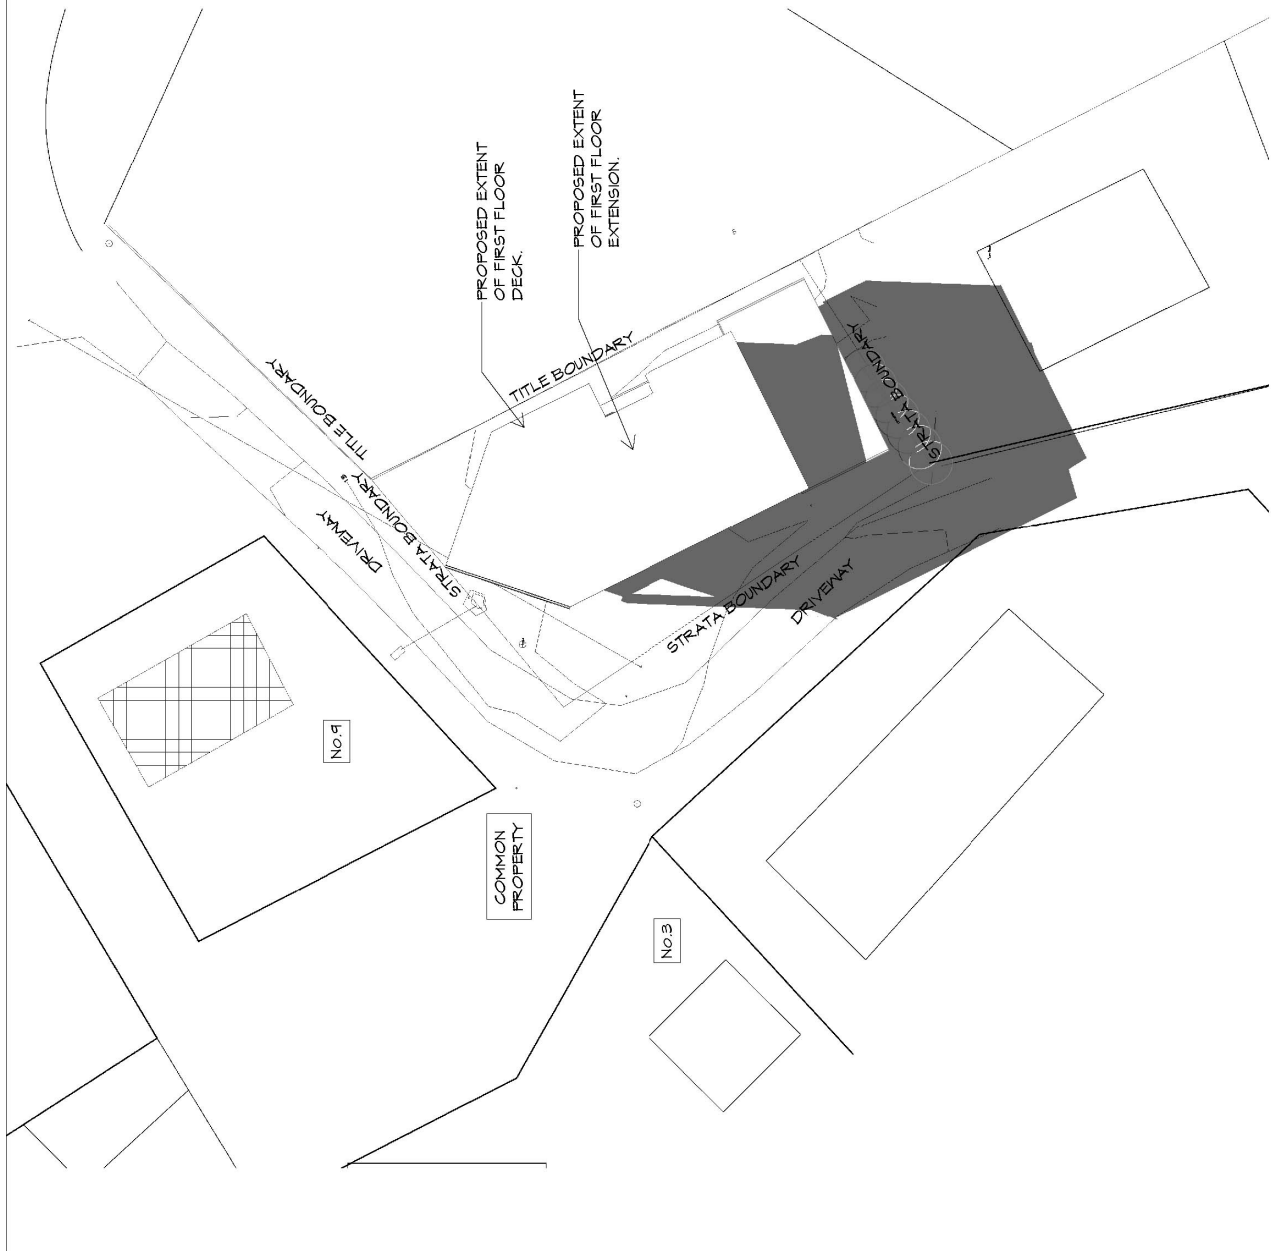 PROPOSED EXTENT
OF FIRST FLOOR
DECK.
PROPOSED EXTENT
OF FIRST FLOOR
EXTENSION.
TITLE BOUNDARY
TITLE BOUNDARY
STRATA BOUNDARY
STRATA BOUNDARY
DRIVEWAY
STRATA BOUNDARY
DRIVEWAY
No.9
COMMON
PROPERTY
No.3